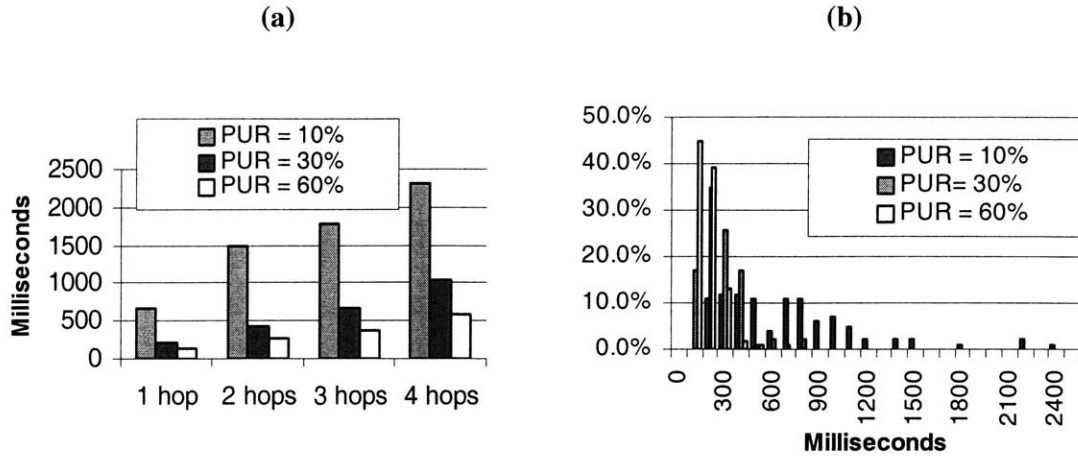 (a)
PUR = 10%
PUR = 30%
PUR = 60%
Milliseconds
2500
2000
1500
1000
500
0
1 hop
2 hops
3 hops
4 hops
(b)
50.0%
40.0%
30.0%
20.0%
10.0%
0.0%
PUR = 10%
PUR= 30%
PUR = 60%
0
300
600
900
1200
1500
1800
2100
2400
Milliseconds